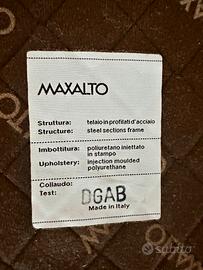 MAXALTO
Struttura: telaio in profilati d'acciaio
Structure: steel sections frame
Imbottitura: poliuretano iniettato
in stampo
Upholstery: injection moulded
polyurethane
Collaudo:
Test: DGAB
Made in Italy
subito